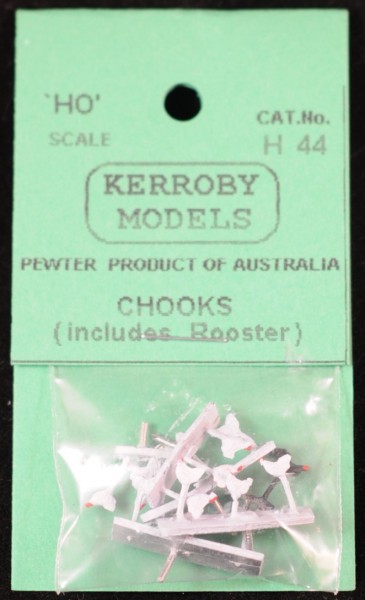 'HO'
SCALE
CAT.No.
H 44
KERROBY
MODELS
PEWTER PRODUCT OF AUSTRALIA
CHOOKS
(includes Rooster)